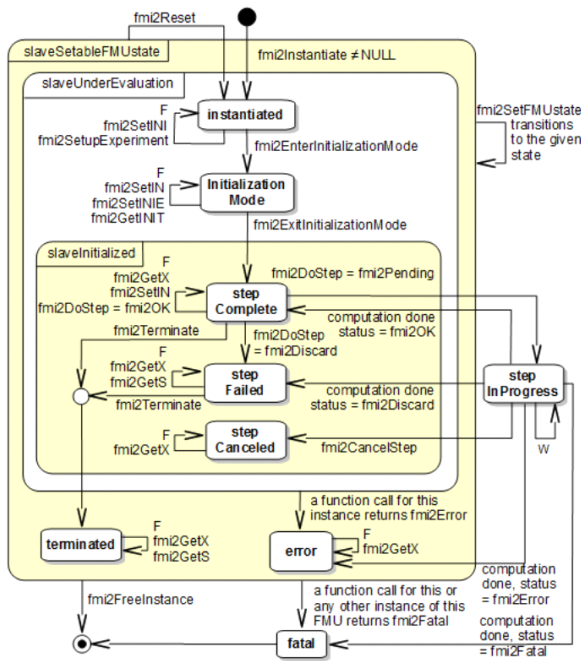 fmi2Reset
slaveSetableFMUstate
fmi2Instantiate ≠ NULL
slaveUnderEvaluation
F
fmi2SetINI
fmi2SetupExperiment
instantiated
fmi2SetFMUstate
transitions
to the given
state
fmi2EnterInitializationMode
F
fmi2SetIN
fmi2SetINIE
fmi2GetINIT
Initialization
Mode
fmi2ExitInitializationMode
slaveInitialized
F
fmi2GetX
fmi2SetIN
fmi2DoStep = fmi2OK
fmi2DoStep = fmi2Pending
step
Complete
computation done
status = fmi2OK
fmi2Terminate
fmi2DoStep
= fmi2Discard
F
fmi2GetX
fmi2GetS
step
Failed
step
InProgress
fmi2Terminate
computation done
status = fmi2Discard
F
fmi2GetX
step
Canceled
fmi2CancelStep
W
a function call for this
instance returns fmi2Error
terminated
F
fmi2GetX
fmi2GetS
error
F
fmi2GetX
computation
done, status
= fmi2Error
fmi2FreeInstance
a function call for this or
any other instance of this
FMU returns fmi2Fatal
computation
done, status
= fmi2Fatal
fatal